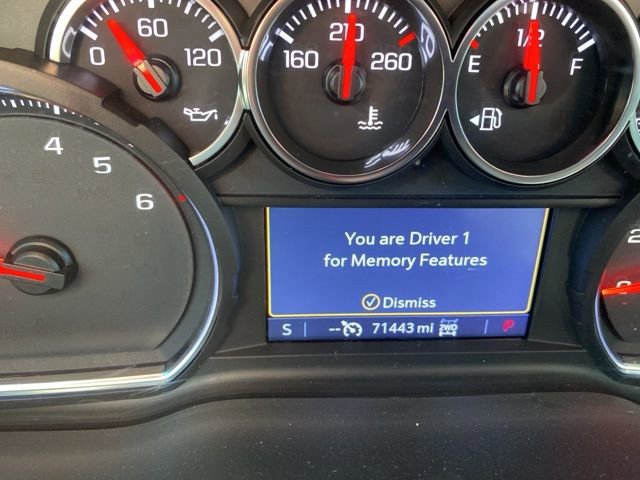 0 60 120
160 210 260
E 1/2 F
4
5
6
You are Driver 1
for Memory Features
Dismiss
S --- 71443 mi 2WD P
2